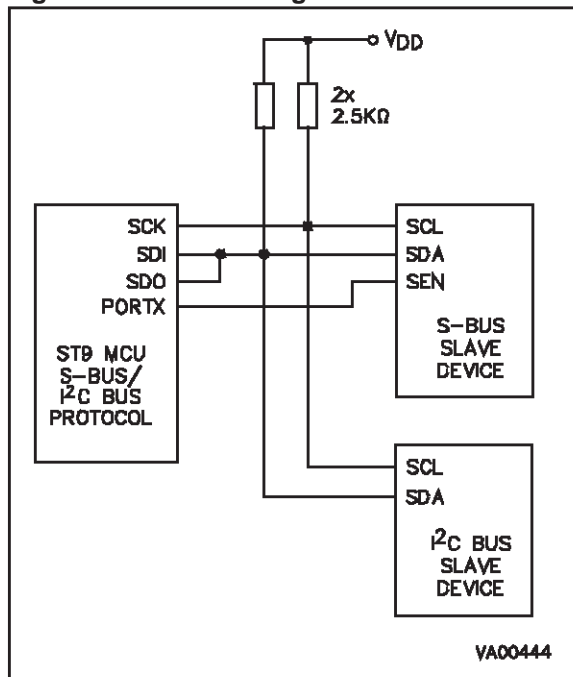 VDD
2x
2.5KΩ
SCK
SDI
SDO
PORTX
ST9 MCU
S-BUS/
I²C BUS
PROTOCOL
SCL
SDA
SEN
S-BUS
SLAVE
DEVICE
SCL
SDA
I²C BUS
SLAVE
DEVICE
VA00444